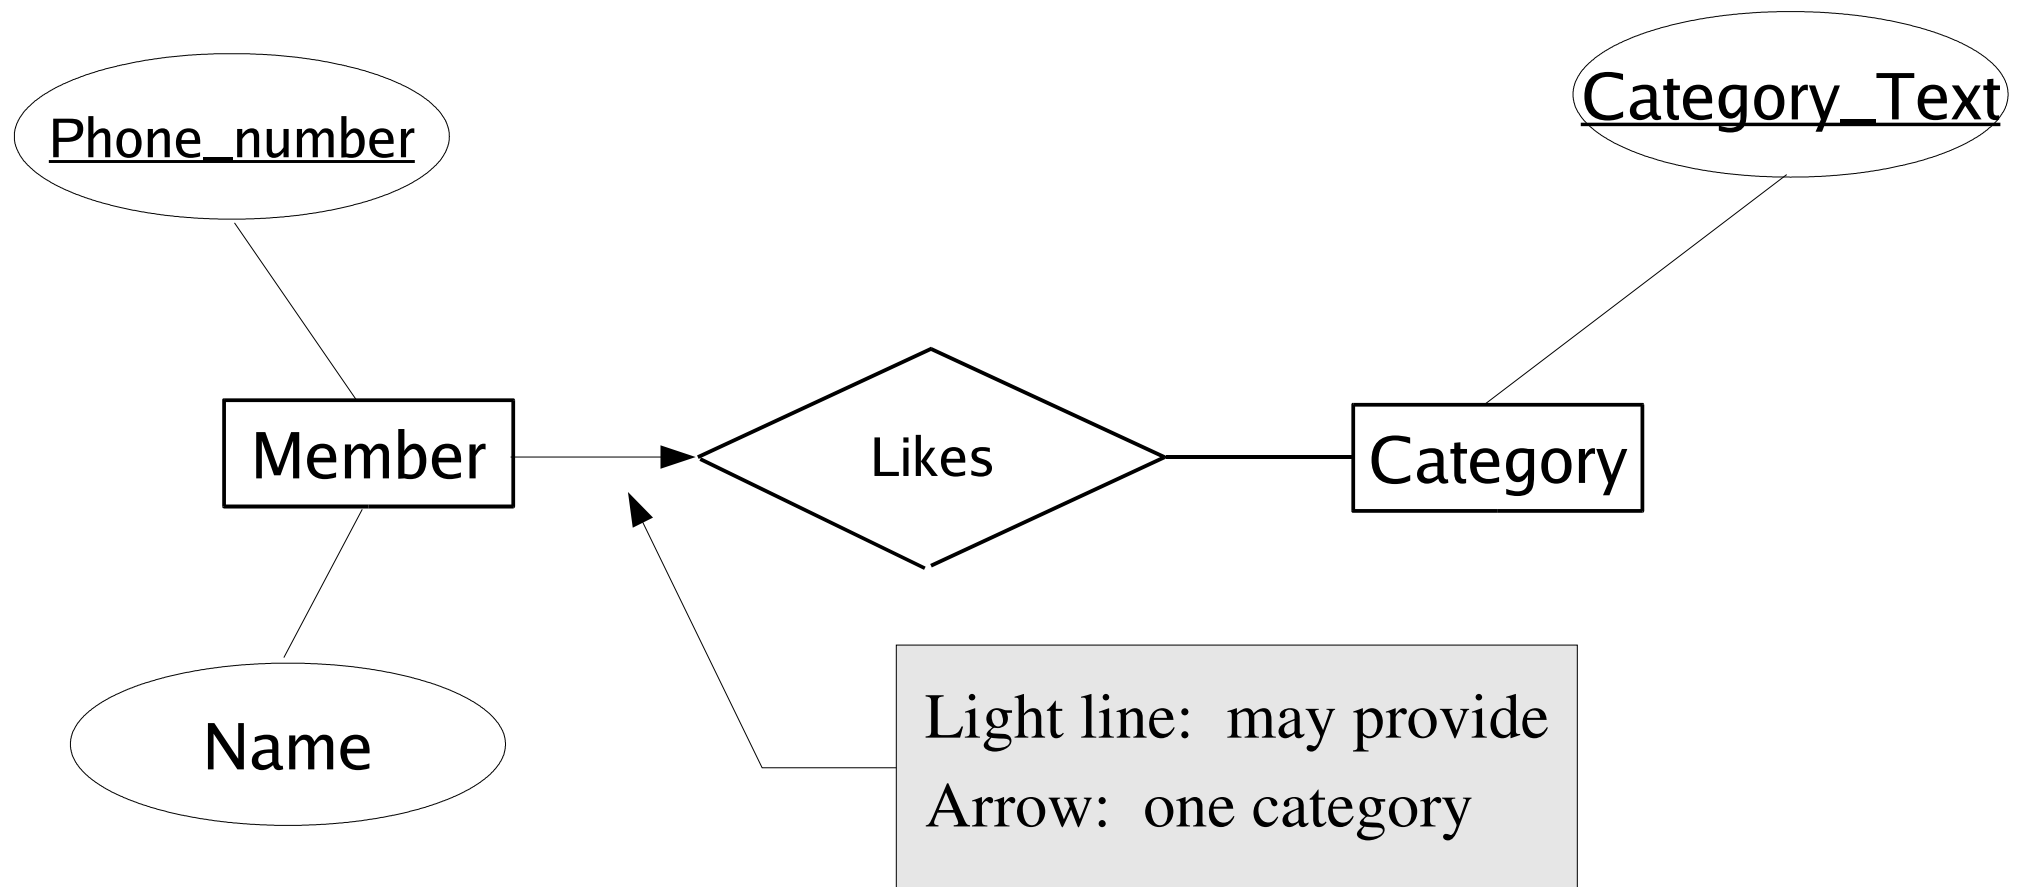 Category_Text
Phone_number
Member
Likes
Category
Name
Light line: may provide
Arrow: one category